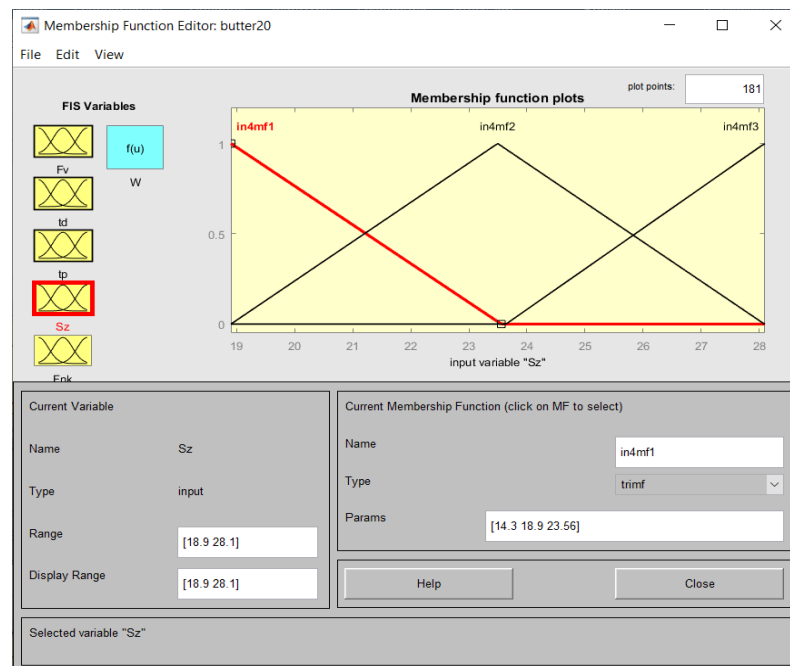 Membership Function Editor: butter20
File Edit View
FIS Variables
Membership function plots
plot points:
181
f(u)
W
Fv
td
tp
Sz
in4mf1
in4mf2
in4mf3
1
0.5
0
19 20 21 22 23 24 25 26 27 28
input variable "Sz"
Current Variable
Name Sz
Type input
Range [18.9 28.1]
Display Range [18.9 28.1]
Current Membership Function (click on MF to select)
Name in4mf1
Type trimf
Params [14.3 18.9 23.56]
Help Close
Selected variable "Sz"